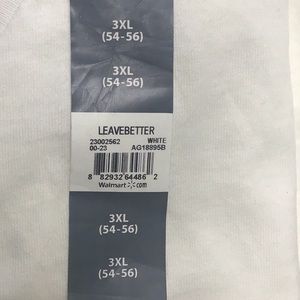 3XL
(54-56)
3XL
(54-56)
LEAVEBETTER
23002562 WHITE
00-23 AG18895B
8 82932 64486 2
Walmart.com
3XL
(54-56)
3XL
(54-56)